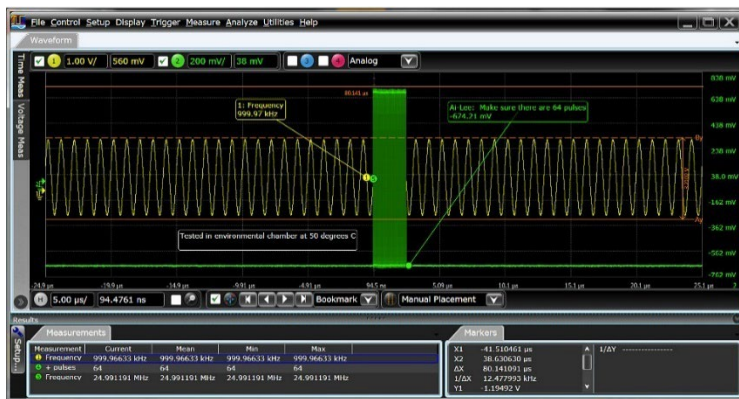 File Control Setup Display Trigger Measure Analyze Utilities Help
Waveform
1 1.00 V/ 560 mV 2 200 mV/ 38 mV 3 4 Analog
Time Meas
Voltage Meas
838 mV
80.141 µs
638 mV
1: Frequency
999.97 kHz
Ai-Lee: Make sure there are 64 pulses
-674.21 mV
438 mV
238 mV
38.0 mV
-162 mV
-362 mV
Tested in environmental chamber at 50 degrees C
-562 mV
-762 mV
-24.9 µs -19.9 µs -14.9 µs -9.91 µs -4.91 µs 94.5 ns 5.09 µs 10.1 µs 15.1 µs 20.1 µs 25.1 µs 2
H 5.00 µs/ 94.4761 ns Bookmark Manual Placement
Results
Setup...
Measurements
Measurement Current Mean Min Max
Frequency 999.96633 kHz 999.96633 kHz 999.96633 kHz 999.96633 kHz
+ pulses 64 64 64 64
Frequency 24.991191 MHz 24.991191 MHz 24.991191 MHz 24.991191 MHz
Markers
X1 -41.510461 µs 1/ΔY ---------------
X2 38.630630 µs
ΔX 80.141091 µs
1/ΔX 12.477993 kHz
Y1 -1.19492 V